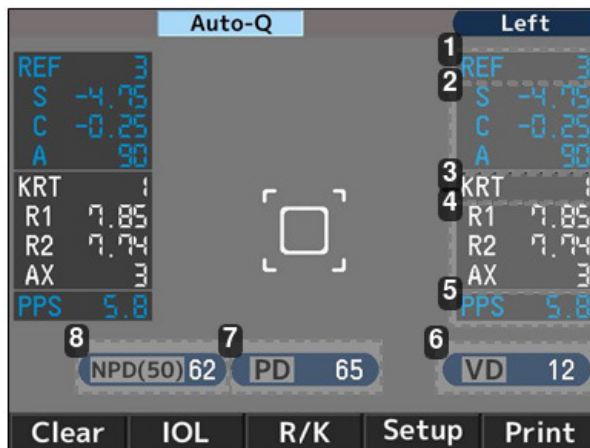 Auto-Q Left
1
REF 3 REF 3
2
S -4.75 S -4.75
C -0.25 C -0.25
A 90 A 90
3
KRT 1 KRT 1
4
R1 7.85 R1 7.85
R2 7.74 R2 7.74
AX 3 AX 3
5
PPS 5.8 PPS 5.8
8 7 6
NPD(50) 62 PD 65 VD 12
Clear IOL R/K Setup Print